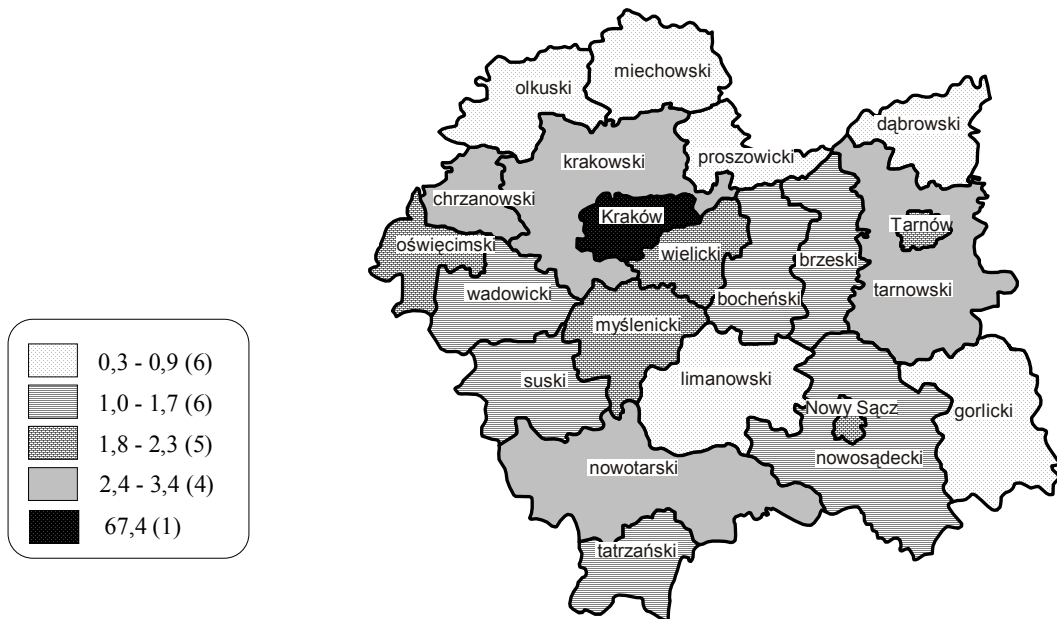 miechowski
olkuski
dąbrowski
krakowski
proszowicki
chrzanowski
Kraków
Tarnów
oświęcimski
wielicki
brzeski
wadowicki
bocheński
tarnowski
myślenicki
suski
limanowski
Nowy Sącz
gorlicki
nowotarski
nowosądecki
tatrzański
0,3 - 0,9 (6)
1,0 - 1,7 (6)
1,8 - 2,3 (5)
2,4 - 3,4 (4)
67,4 (1)